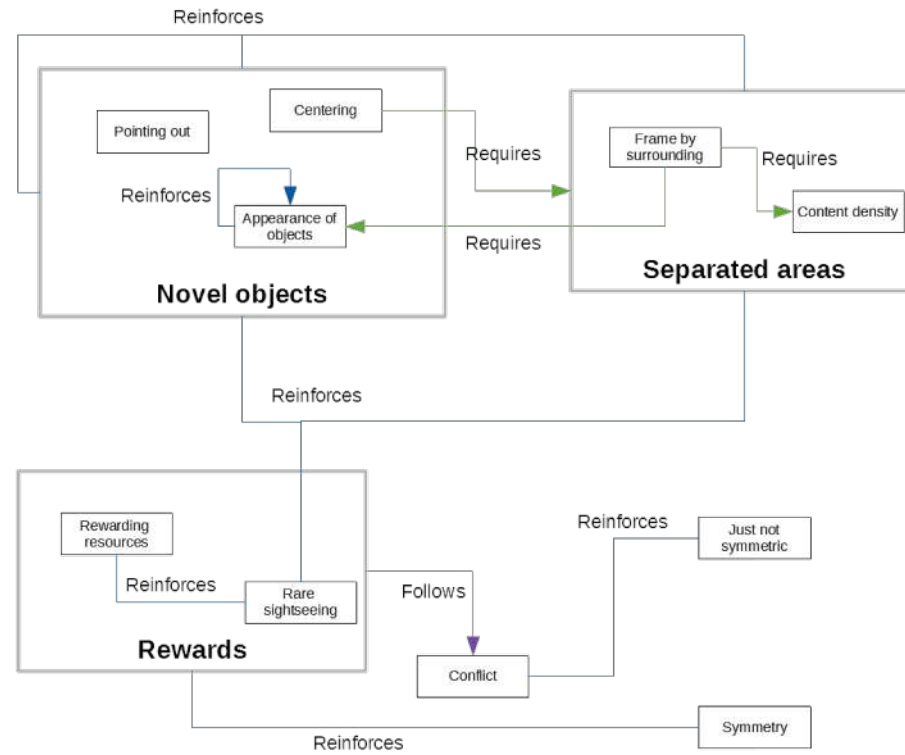 Reinforces
Centering
Pointing out
Frame by
surrounding
Requires
Requires
Reinforces
Appearance of
objects
Content density
Requires
Novel objects
Separated areas
Reinforces
Rewarding
resources
Reinforces
Just not
symmetric
Reinforces
Rare
sightseeing
Follows
Rewards
Conflict
Symmetry
Reinforces